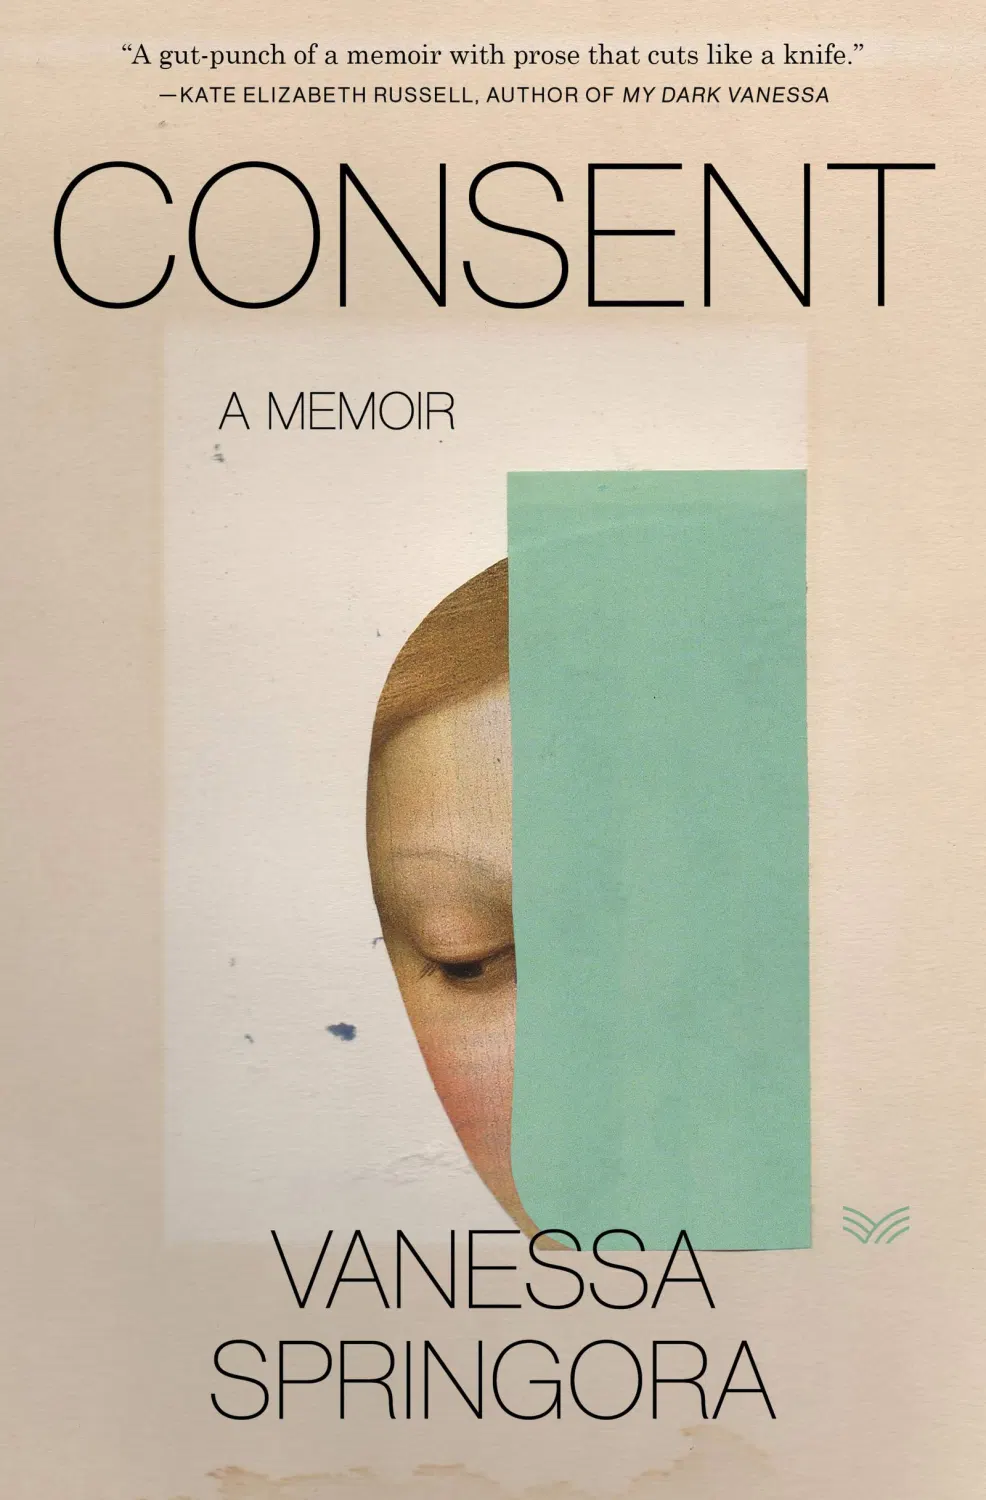 “A gut-punch of a memoir with prose that cuts like a knife.”
—KATE ELIZABETH RUSSELL, AUTHOR OF MY DARK VANESSA
CONSENT
A MEMOIR
VANESSA
SPRINGORA